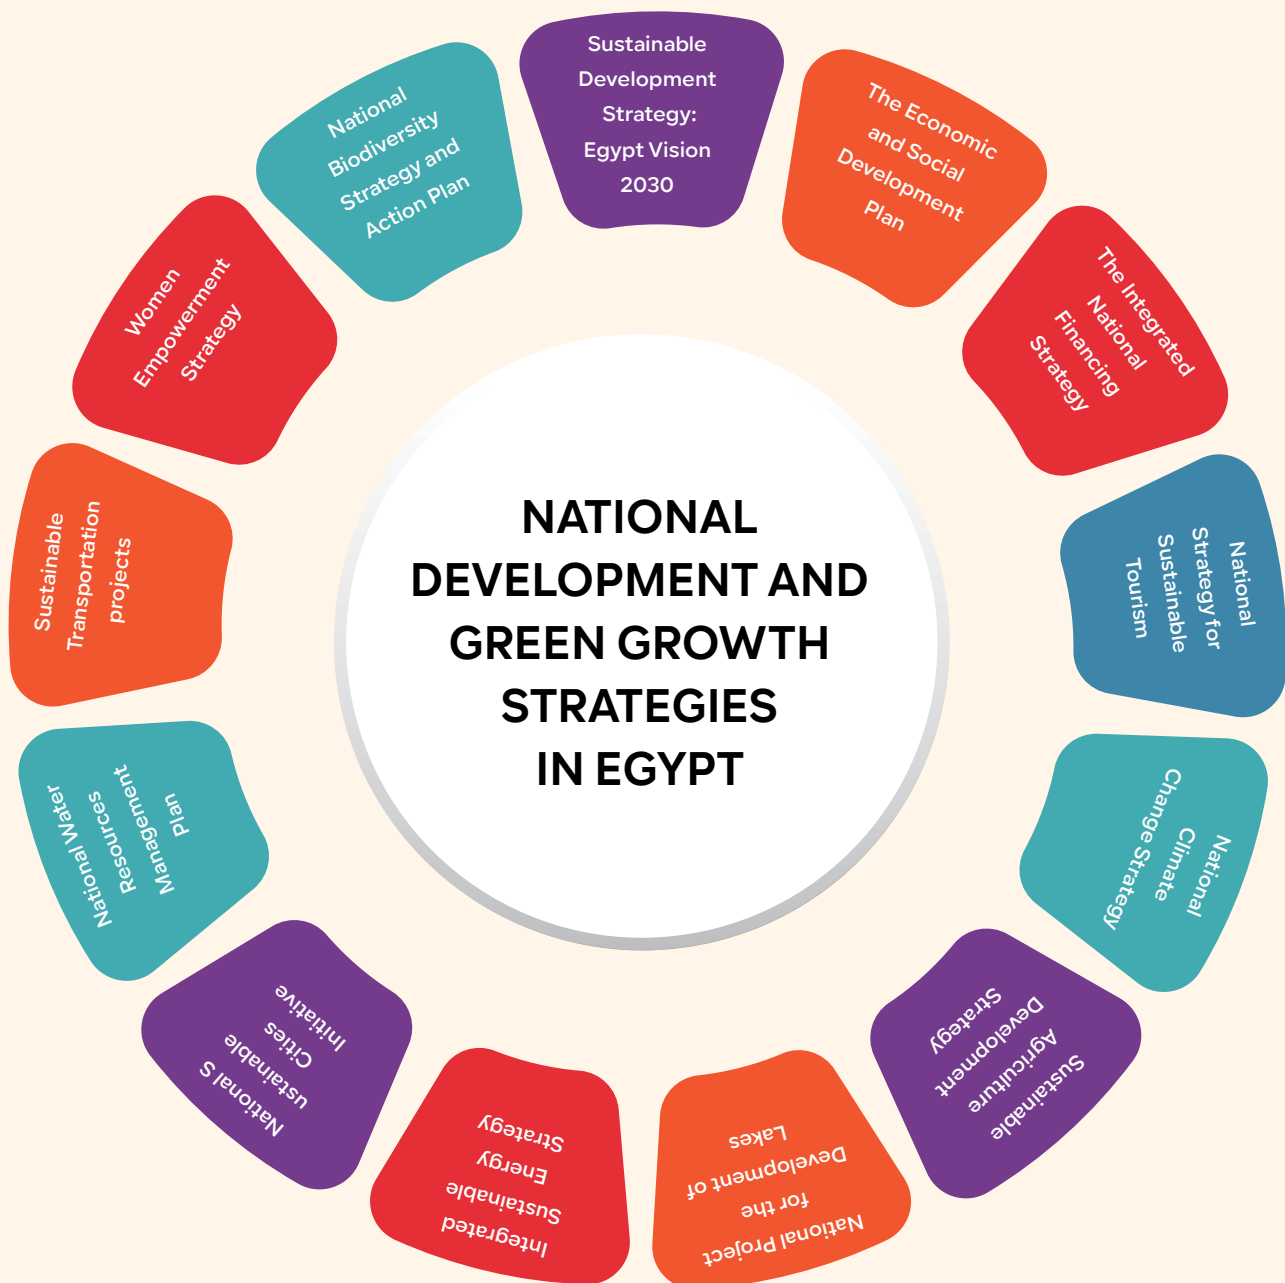 Sustainable
Development
Strategy:
Egypt Vision
2030
The Economic
and Social
Development
Plan
The Integrated
National
Financing
Strategy
National
Strategy for
Sustainable
Tourism
National
Climate
Change Strategy
Sustainable
Agriculture
Development
Strategy
National Project
for the
Development of
Lakes
Integrated
Sustainable
Energy
Strategy
National S
ustainable
Cities
Initiative
National Water
Resources
Management
Plan
Sustainable
Transportation
projects
Women
Empowerment
Strategy
National
Biodiversity
Strategy and
Action Plan
NATIONAL
DEVELOPMENT AND
GREEN GROWTH
STRATEGIES
IN EGYPT